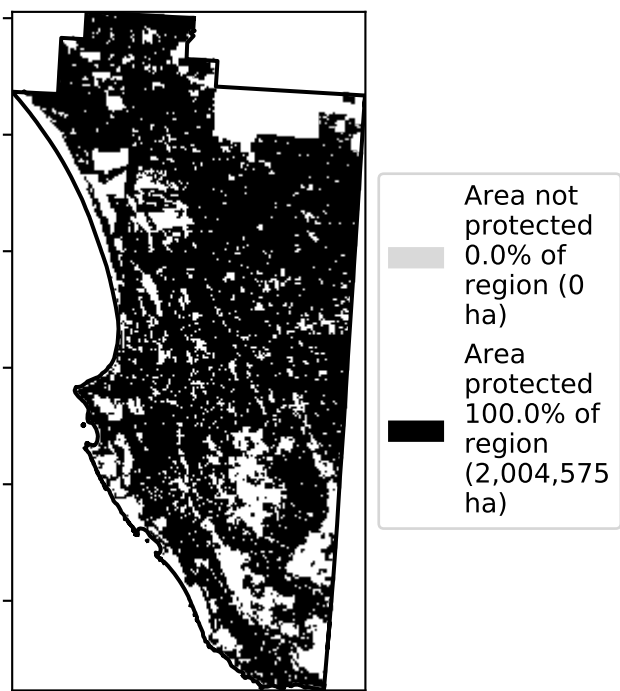 Area not
protected
0.0% of
region (0
ha)
Area
protected
100.0% of
region
(2,004,575
ha)